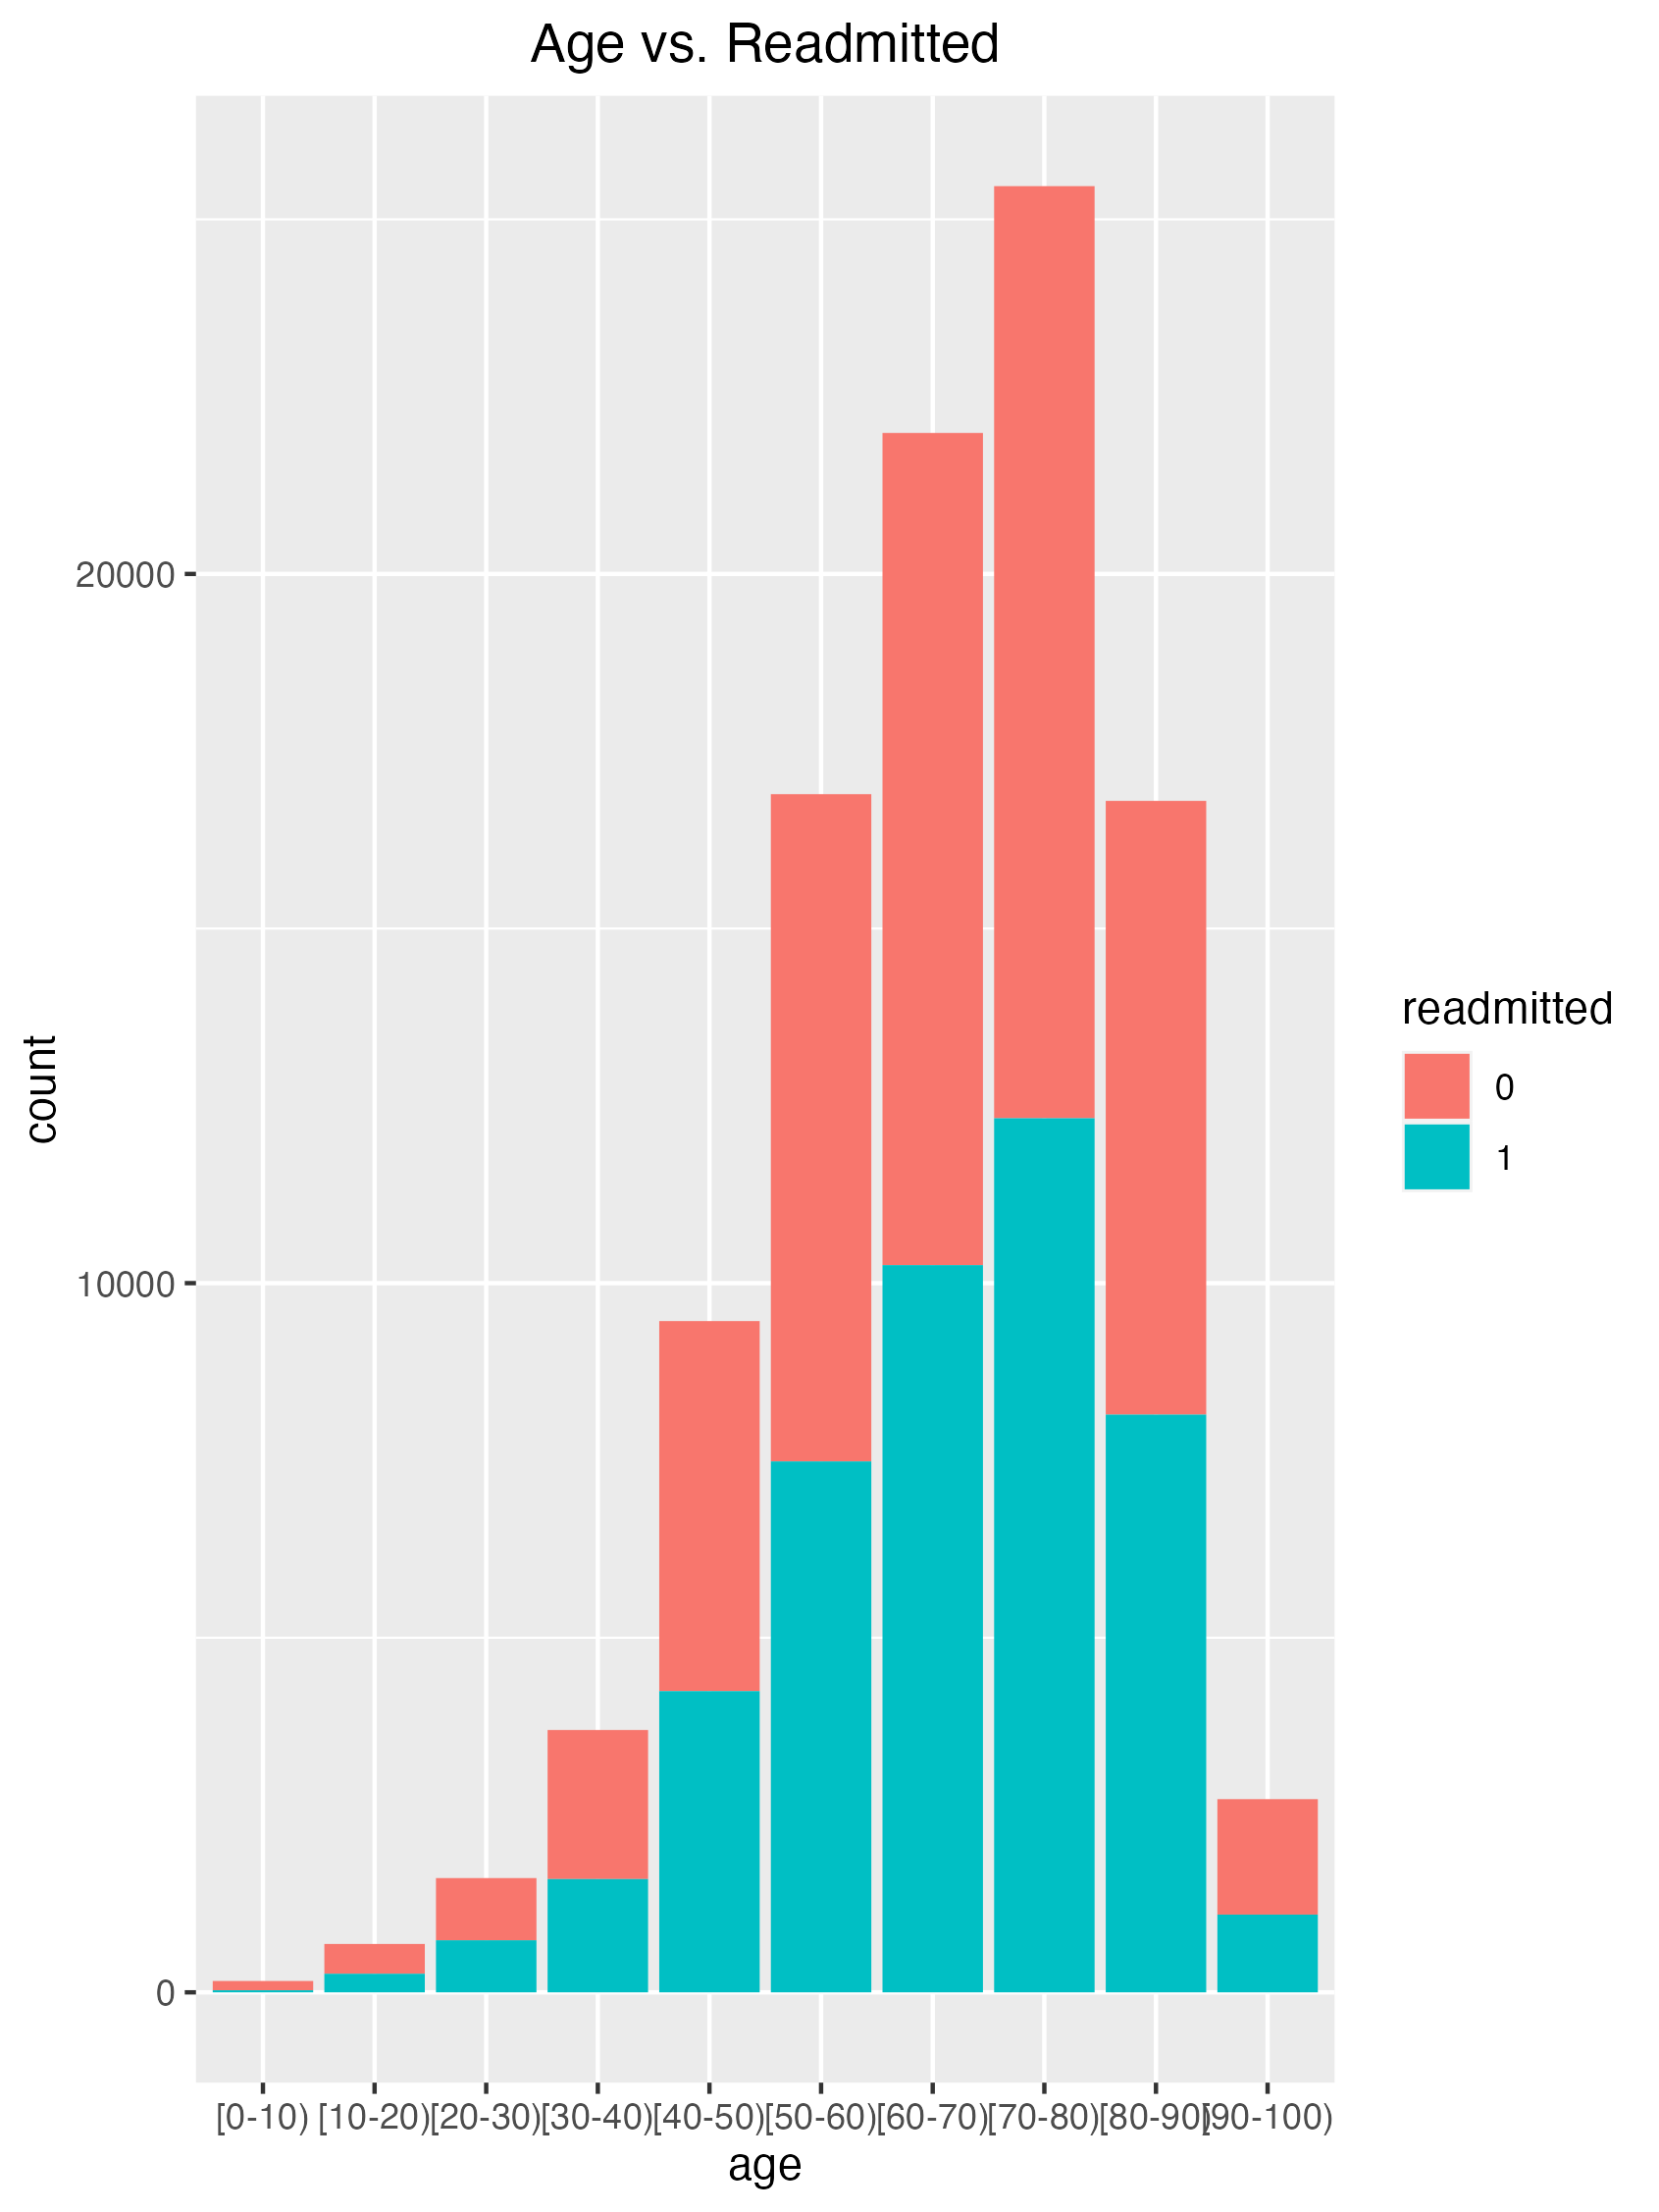 Age vs. Readmitted
count
20000
10000
0
[0-10) [10-20) [20-30) [30-40) [40-50) [50-60) [60-70) [70-80) [80-90) [90-100)
age
readmitted
0
1